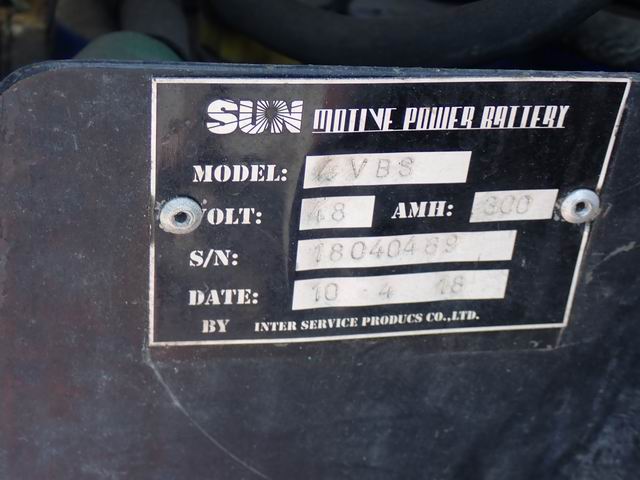 SUN MOTIVE POWER BATTERY
MODEL: 4VBS
VOLT: 48 AMH: 300
S/N: 18040489
DATE: 10 4 18
BY INTER SERVICE PRODUCS CO.,LTD.